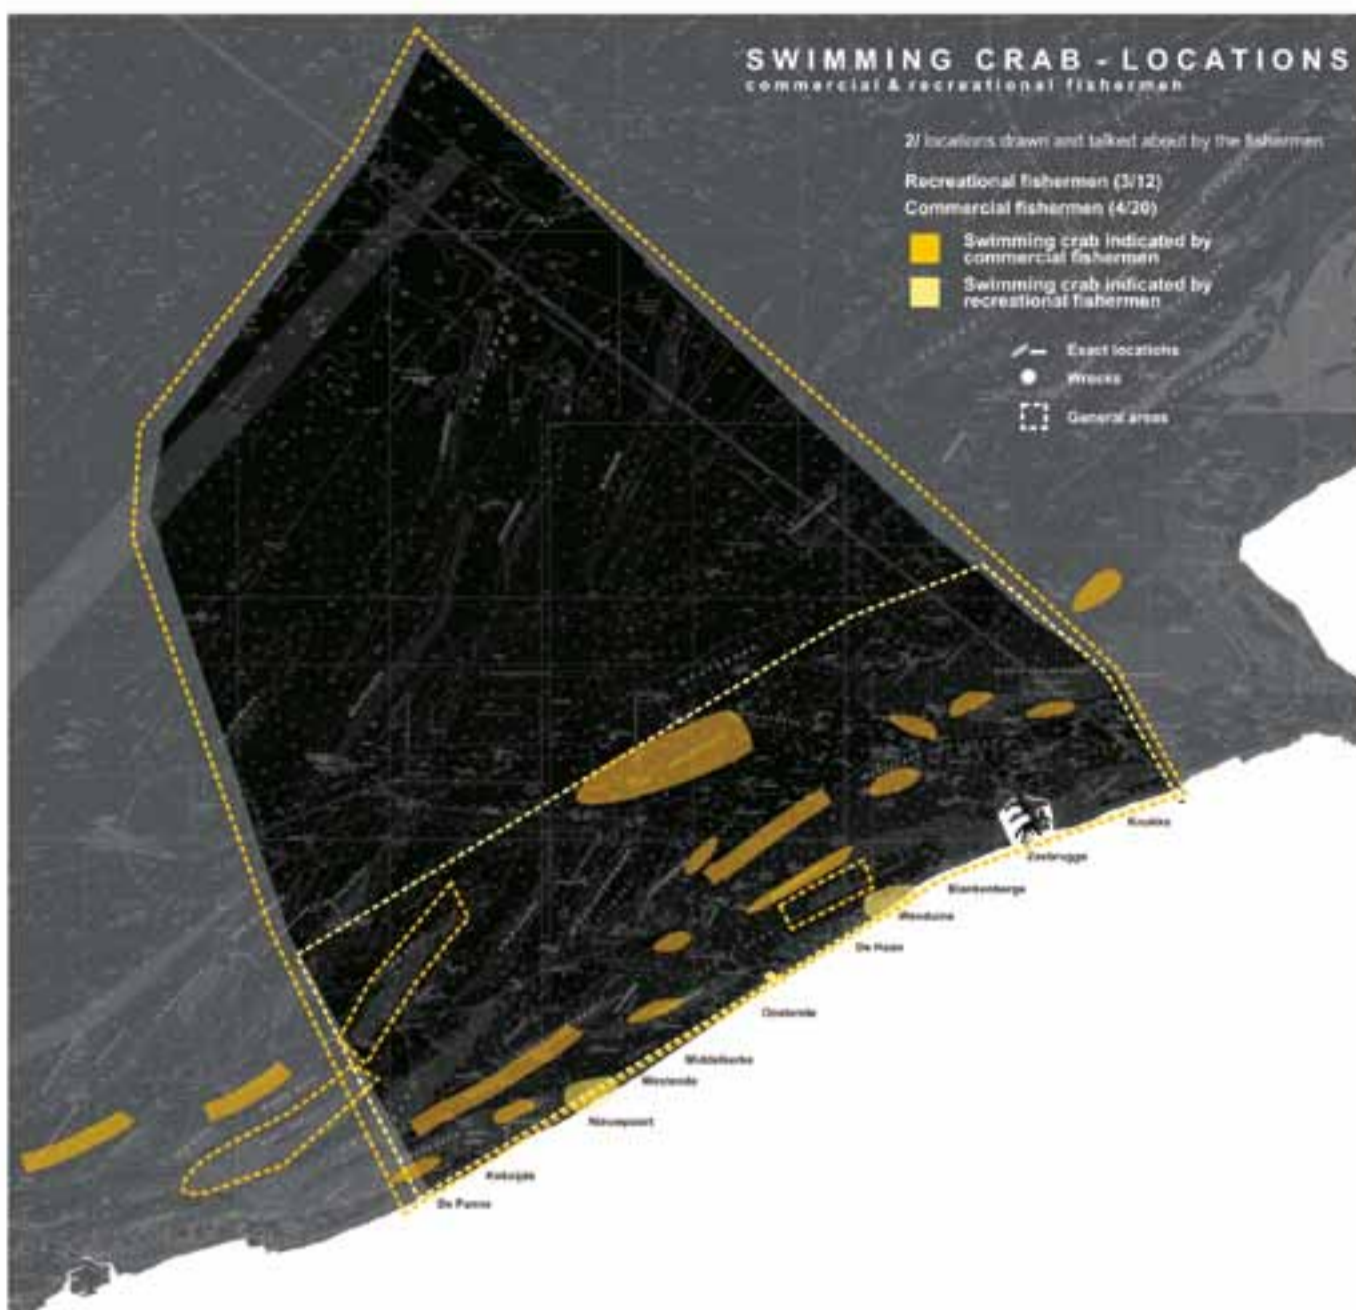 SWIMMING CRAB - LOCATIONS
commercial & recreational fishermen
2/ locations drawn and talked about by the fishermen
Recreational fishermen (3/12)
Commercial fishermen (4/20)
Swimming crab indicated by
commercial fishermen
Swimming crab indicated by
recreational fishermen
Exact locations
Wrecks
General areas
Knokke
Zeebrugge
Blankenberge
Wenduine
De Haan
Oostende
Middelkerke
Westende
Nieuwpoort
Koksijde
De Panne